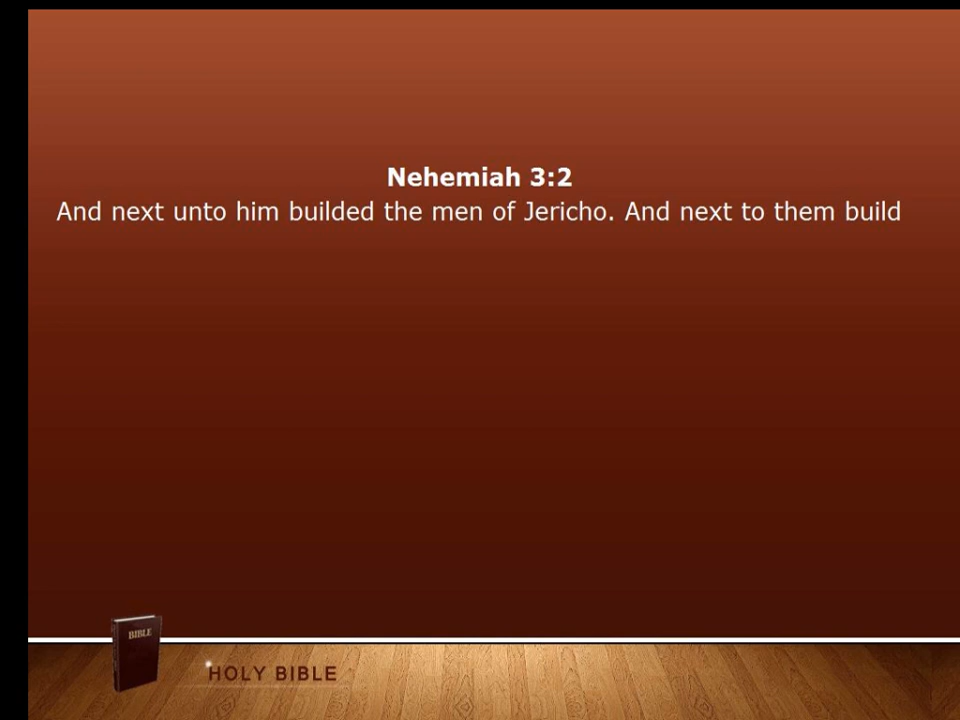 Nehemiah 3:2
And next unto him builded the men of Jericho. And next to them build
BIBLE
HOLY BIBLE